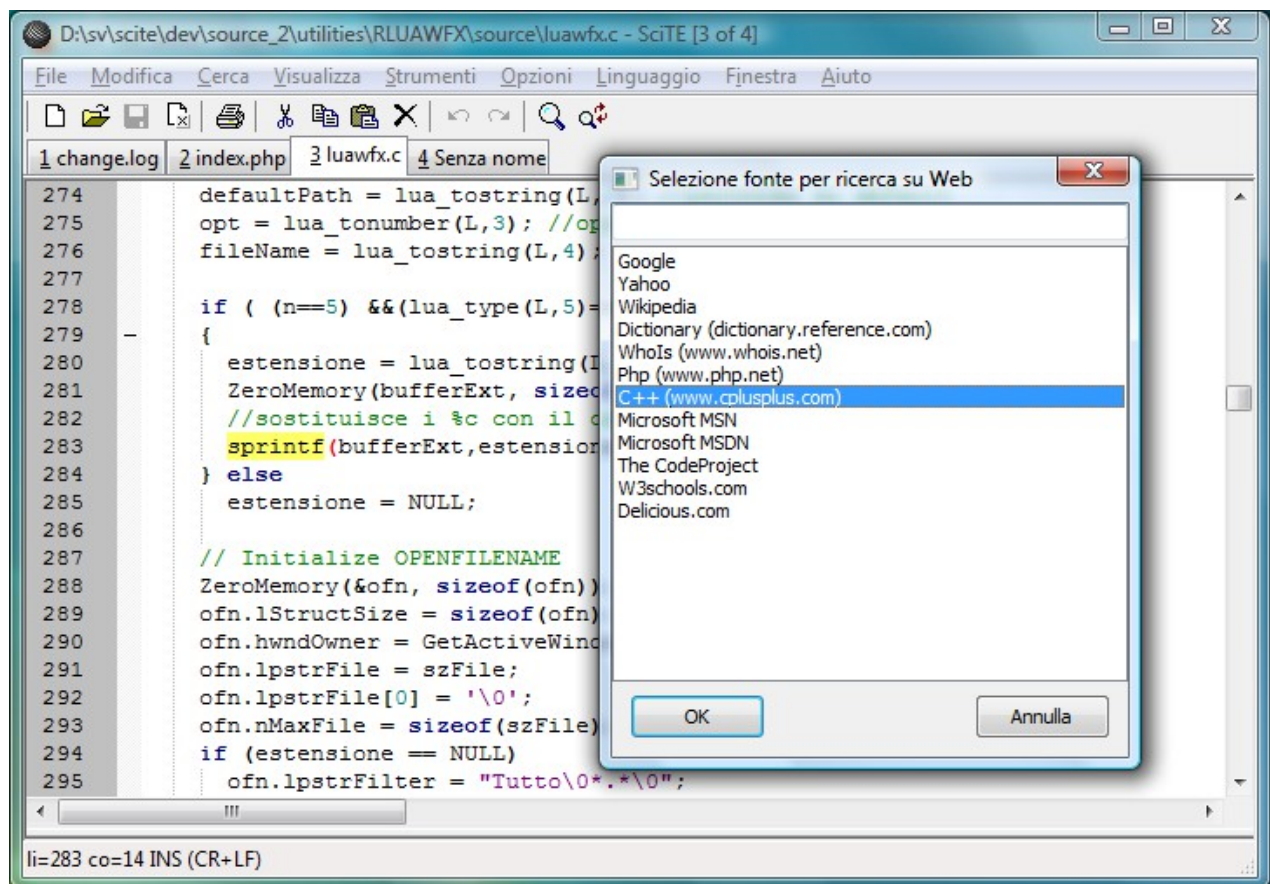 D:\sv\scite\dev\source_2\utilities\RLUAWFX\source\luawfx.c - SciTE [3 of 4]
File Modifica Cerca Visualizza Strumenti Opzioni Linguaggio Finestra Aiuto
1 change.log 2 index.php 3 luawfx.c 4 Senza nome
274 defaultPath = lua_tostring(L,
275 opt = lua_tonumber(L,3); //op
276 fileName = lua_tostring(L,4);
277
278 if ( (n==5) &&(lua_type(L,5)=
279 {
280 estensione = lua_tostring(L
281 ZeroMemory(bufferExt, sizeo
282 //sostituisce i %c con il c
283 sprintf(bufferExt,estension
284 } else
285 estensione = NULL;
286
287 // Initialize OPENFILENAME
288 ZeroMemory(&ofn, sizeof(ofn))
289 ofn.lStructSize = sizeof(ofn)
290 ofn.hwndOwner = GetActiveWind
291 ofn.lpstrFile = szFile;
292 ofn.lpstrFile[0] = '\0';
293 ofn.nMaxFile = sizeof(szFile)
294 if (estensione == NULL)
295 ofn.lpstrFilter = "Tutto\0*.*\0";
Selezione fonte per ricerca su Web
Google
Yahoo
Wikipedia
Dictionary (dictionary.reference.com)
WhoIs (www.whois.net)
Php (www.php.net)
C++ (www.cplusplus.com)
Microsoft MSN
Microsoft MSDN
The CodeProject
W3schools.com
Delicious.com
OK Annulla
li=283 co=14 INS (CR+LF)